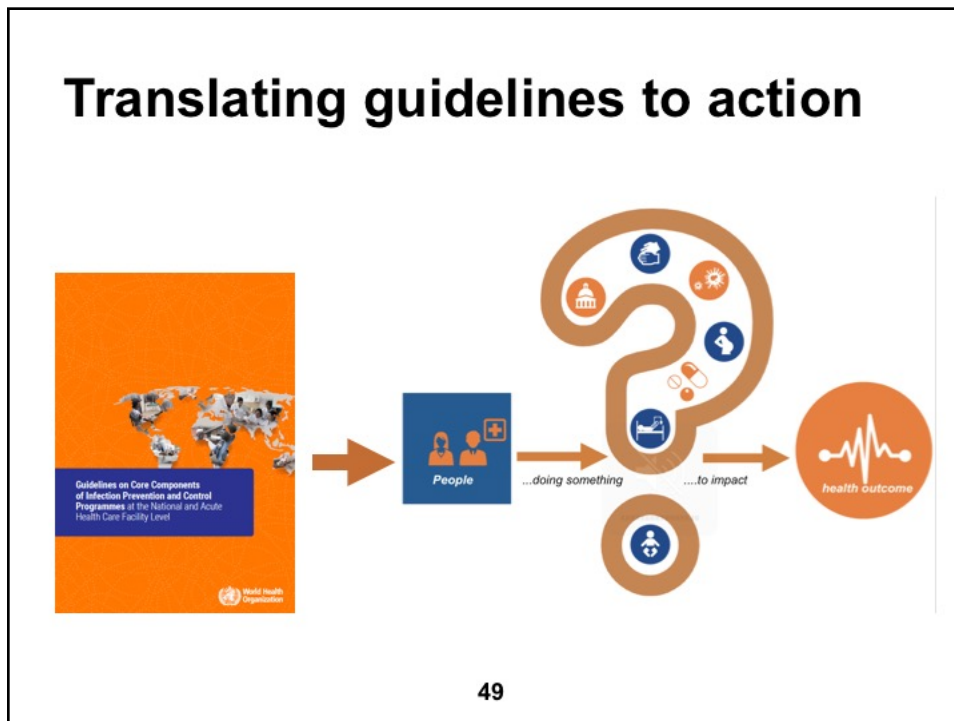 Translating guidelines to action
Guidelines on Core Components
of Infection Prevention and Control
Programmes at the National and Acute
Health Care Facility Level
World Health
Organization
People
...doing something
....to impact
health outcome
49